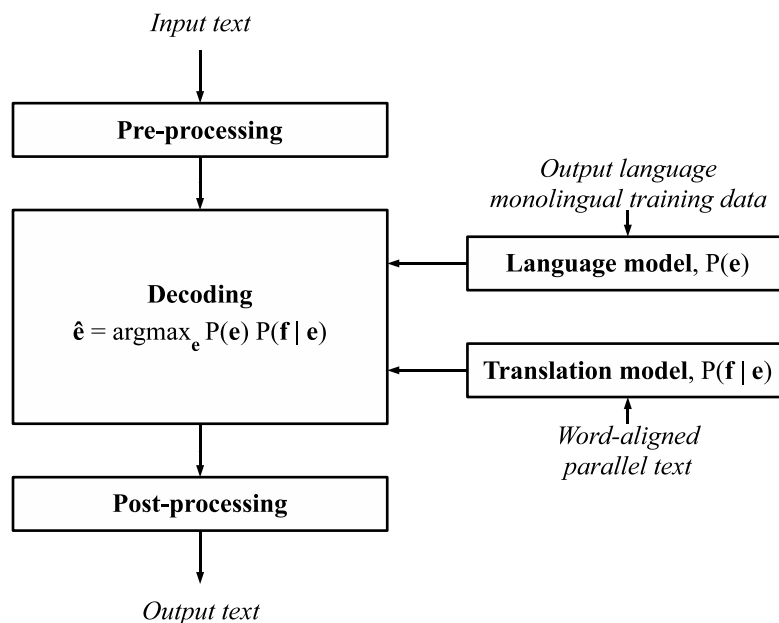 Input text
Pre-processing
Output language
monolingual training data
Language model, P(e)
Decoding
ê = argmaxₑ P(e) P(f | e)
Translation model, P(f | e)
Word-aligned
parallel text
Post-processing
Output text